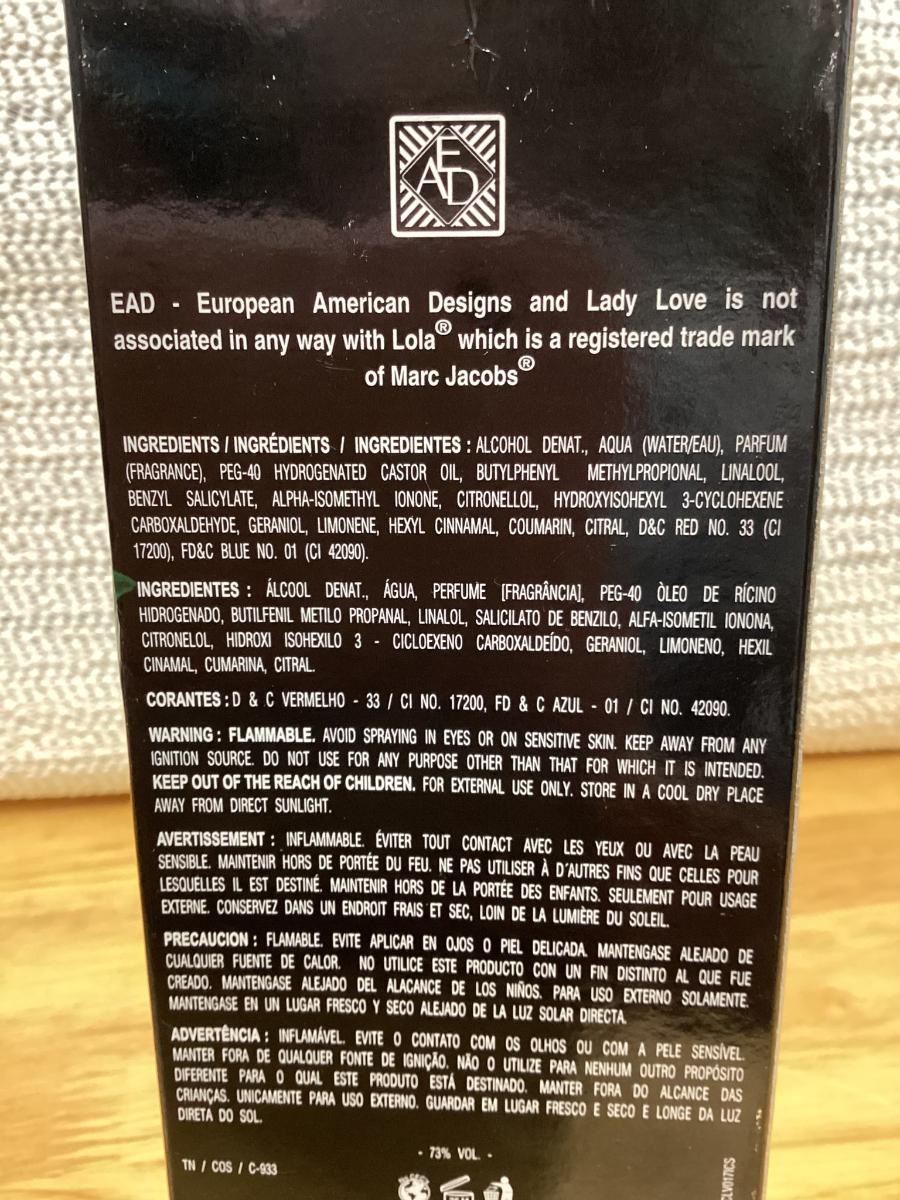 EAD
EAD - European American Designs and Lady Love is not
associated in any way with Lola® which is a registered trade mark
of Marc Jacobs®
INGREDIENTS / INGRÉDIENTS / INGREDIENTES : ALCOHOL DENAT., AQUA (WATER/EAU), PARFUM
(FRAGRANCE), PEG-40 HYDROGENATED CASTOR OIL, BUTYLPHENYL METHYLPROPIONAL, LINALOOL,
BENZYL SALICYLATE, ALPHA-ISOMETHYL IONONE, CITRONELLOL, HYDROXYISOHEXYL 3-CYCLOHEXENE
CARBOXALDEHYDE, GERANIOL, LIMONENE, HEXYL CINNAMAL, COUMARIN, CITRAL, D&C RED NO. 33 (CI
17200), FD&C BLUE NO. 01 (CI 42090).
INGREDIENTES : ÁLCOOL DENAT., ÁGUA, PERFUME [FRAGRÂNCIA], PEG-40 ÒLEO DE RÍCINO
HIDROGENADO, BUTILFENIL METILO PROPANAL, LINALOL, SALICILATO DE BENZILO, ALFA-ISOMETIL IONONA,
CITRONELOL, HIDROXI ISOHEXILO 3 - CICLOEXENO CARBOXALDEÍDO, GERANIOL, LIMONENO, HEXIL
CINAMAL, CUMARINA, CITRAL.
CORANTES : D & C VERMELHO - 33 / CI NO. 17200, FD & C AZUL - 01 / CI NO. 42090.
WARNING : FLAMMABLE. AVOID SPRAYING IN EYES OR ON SENSITIVE SKIN. KEEP AWAY FROM ANY
IGNITION SOURCE. DO NOT USE FOR ANY PURPOSE OTHER THAN THAT FOR WHICH IT IS INTENDED.
KEEP OUT OF THE REACH OF CHILDREN. FOR EXTERNAL USE ONLY. STORE IN A COOL DRY PLACE
AWAY FROM DIRECT SUNLIGHT.
AVERTISSEMENT : INFLAMMABLE. ÉVITER TOUT CONTACT AVEC LES YEUX OU AVEC LA PEAU
SENSIBLE. MAINTENIR HORS DE PORTÉE DU FEU. NE PAS UTILISER À D´AUTRES FINS QUE CELLES POUR
LESQUELLES IL EST DESTINÉ. MAINTENIR HORS DE LA PORTÉE DES ENFANTS. SEULEMENT POUR USAGE
EXTERNE. CONSERVEZ DANS UN ENDROIT FRAIS ET SEC, LOIN DE LA LUMIÈRE DU SOLEIL.
PRECAUCION : FLAMABLE. EVITE APLICAR EN OJOS O PIEL DELICADA. MANTENGASE ALEJADO DE
CUALQUIER FUENTE DE CALOR. NO UTILICE ESTE PRODUCTO CON UN FIN DISTINTO AL QUE FUE
CREADO. MANTENGASE ALEJADO DEL ALACANCE DE LOS NIÑOS. PARA USO EXTERNO SOLAMENTE.
MANTENGASE EN UN LUGAR FRESCO Y SECO ALEJADO DE LA LUZ SOLAR DIRECTA.
ADVERTÊNCIA : INFLAMÁVEL. EVITE O CONTATO COM OS OLHOS OU COM A PELE SENSÍVEL.
MANTER FORA DE QUALQUER FONTE DE IGNIÇÃO. NÃO O UTILIZE PARA NENHUM OUTRO PROPÓSITO
DIFERENTE PARA O QUAL ESTE PRODUTO ESTÁ DESTINADO. MANTER FORA DO ALCANCE DAS
CRIANÇAS. UNICAMENTE PARA USO EXTERNO. GUARDAR EM LUGAR FRESCO E SECO E LONGE DA LUZ
DIRETA DO SOL.
- 73% VOL. -
TN / COS / C-933